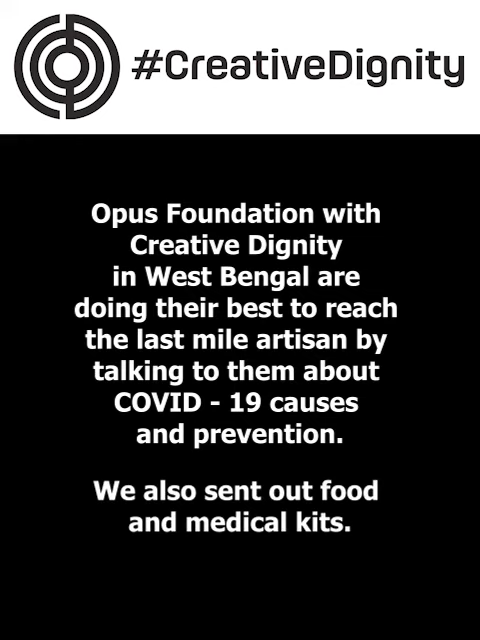 #CreativeDignity
Opus Foundation with
Creative Dignity
in West Bengal are
doing their best to reach
the last mile artisan by
talking to them about
COVID - 19 causes
and prevention.
We also sent out food
and medical kits.